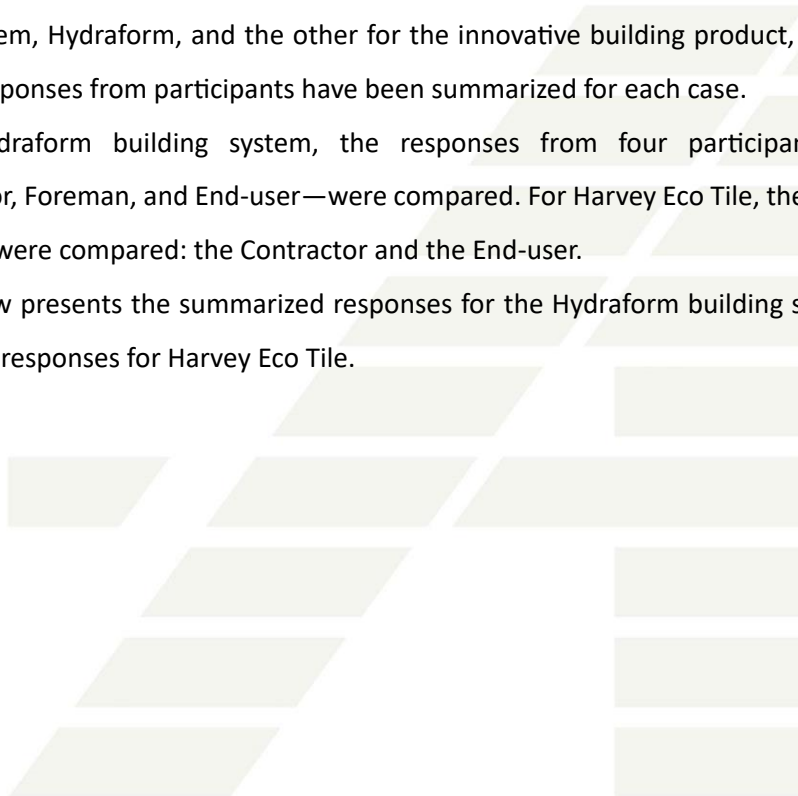 em, Hydraform, and the other for the innovative building product,
ponses from participants have been summarized for each case.
draform building system, the responses from four participar
or, Foreman, and End-user—were compared. For Harvey Eco Tile, the
were compared: the Contractor and the End-user.
w presents the summarized responses for the Hydraform building s
responses for Harvey Eco Tile.